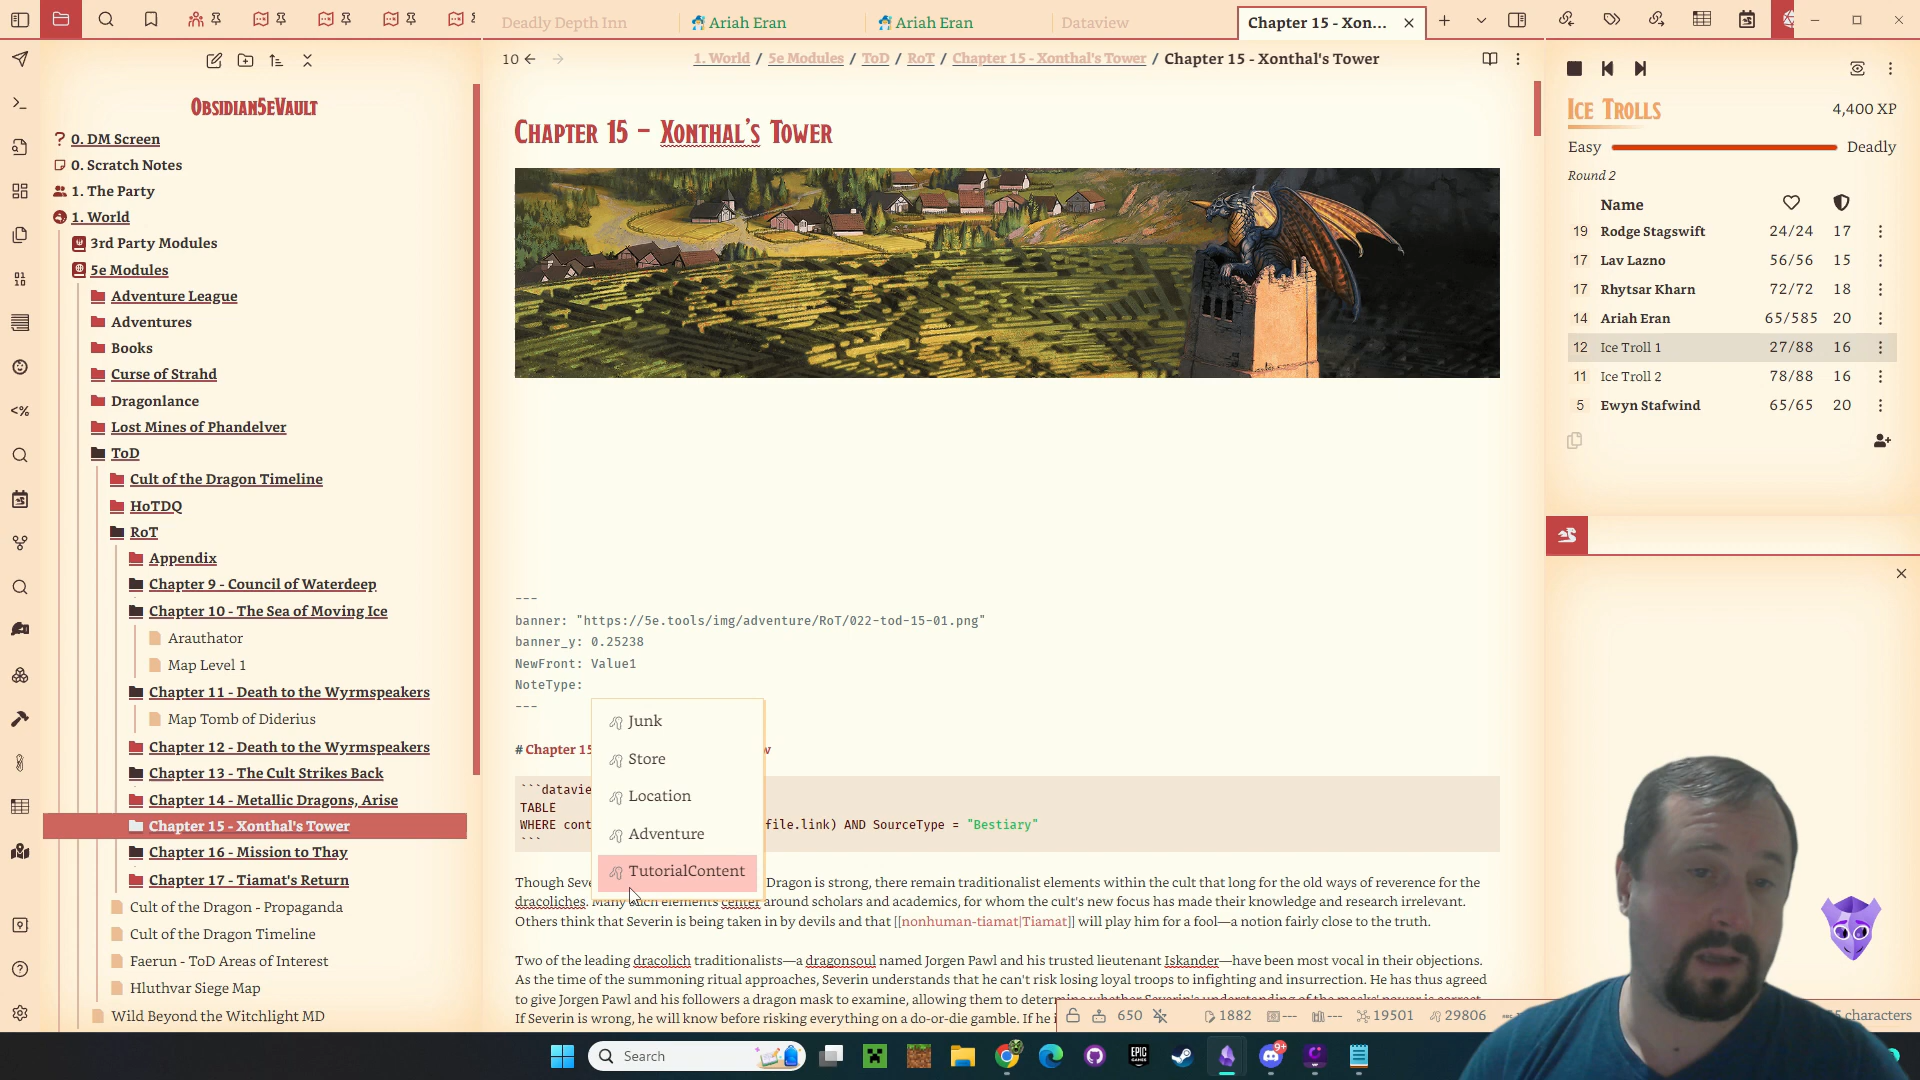 Deadly Depth Inn
Ariah Eran
Ariah Eran
Dataview
Chapter 15 - Xon...
10
1. World / 5e Modules / ToD / RoT / Chapter 15 - Xonthal's Tower / Chapter 15 - Xonthal's Tower
Obsidian5eVault
0. DM Screen
0. Scratch Notes
1. The Party
1. World
3rd Party Modules
5e Modules
Adventure League
Adventures
Books
Curse of Strahd
Dragonlance
Lost Mines of Phandelver
ToD
Cult of the Dragon Timeline
HoTDQ
RoT
Appendix
Chapter 9 - Council of Waterdeep
Chapter 10 - The Sea of Moving Ice
Arauthator
Map Level 1
Chapter 11 - Death to the Wyrmspeakers
Map Tomb of Diderius
Chapter 12 - Death to the Wyrmspeakers
Chapter 13 - The Cult Strikes Back
Chapter 14 - Metallic Dragons, Arise
Chapter 15 - Xonthal's Tower
Chapter 16 - Mission to Thay
Chapter 17 - Tiamat's Return
Cult of the Dragon - Propaganda
Cult of the Dragon Timeline
Faerun - ToD Areas of Interest
Hluthvar Siege Map
Wild Beyond the Witchlight MD
Chapter 15 - Xonthal's Tower
---
banner: "https://5e.tools/img/adventure/RoT/022-tod-15-01.png"
banner_y: 0.25238
NewFront: Value1
NoteType:
---
Junk
Store
Location
Adventure
TutorialContent
# Chapter 15
```datavie
TABLE
WHERE cont file.link) AND SourceType = "Bestiary"
```
Though Seve Dragon is strong, there remain traditionalist elements within the cult that long for the old ways of reverence for the
dracoliches. Many such elements center around scholars and academics, for whom the cult's new focus has made their knowledge and research irrelevant.
Others think that Severin is being taken in by devils and that [[nonhuman-tiamat|Tiamat]] will play him for a fool—a notion fairly close to the truth.
Two of the leading dracolich traditionalists—a dragonsoul named Jorgen Pawl and his trusted lieutenant Iskander—have been most vocal in their objections.
As the time of the summoning ritual approaches, Severin understands that he can't risk losing loyal troops to infighting and insurrection. He has thus agreed
to give Jorgen Pawl and his followers a dragon mask to examine, allowing them to determine whether Severin's understanding of the masks' power is correct.
If Severin is wrong, he will know before risking everything on a do-or-die gamble. If he i
650 1882 --- --- 19501 29806 characters
Ice Trolls 4,400 XP
Easy Deadly
Round 2
Name
19 Rodge Stagswift 24/24 17
17 Lav Lazno 56/56 15
17 Rhytsar Kharn 72/72 18
14 Ariah Eran 65/585 20
12 Ice Troll 1 27/88 16
11 Ice Troll 2 78/88 16
5 Ewyn Stafwind 65/65 20
Search
EPIC GAMES
9+